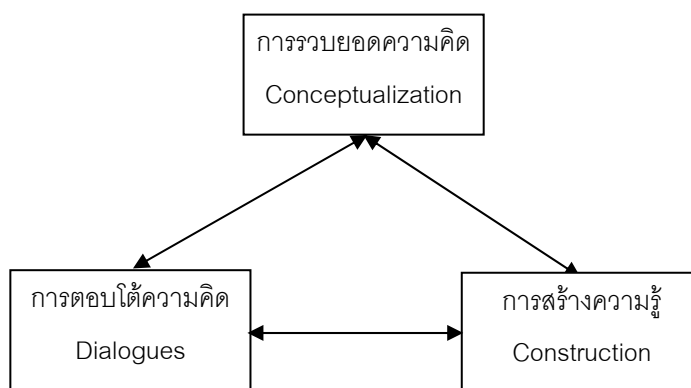 การรวบยอดความคิด
Conceptualization
การตอบโต้ความคิด
Dialogues
การสร้างความรู้
Construction